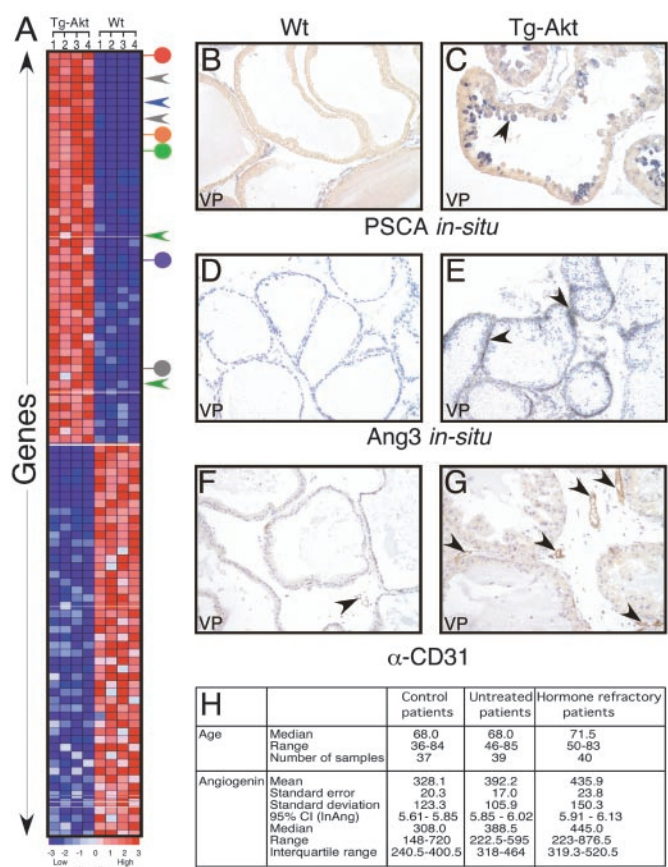 A
Tg-Akt Wt
1 2 3 4 1 2 3 4
Genes
-3 -2 -1 0 1 2 3
Low High
Wt Tg-Akt
B
VP
C
VP
PSCA in-situ
D
VP
E
VP
Ang3 in-situ
F
VP
G
VP
α-CD31
H
Control patients Untreated patients Hormone refractory patients
Age Median 68.0 68.0 71.5
Range 36-84 46-85 50-83
Number of samples 37 39 40
Angiogenin Mean 328.1 392.2 435.9
Standard error 20.3 17.0 23.8
Standard deviation 123.3 105.9 150.3
95% CI (lnAng) 5.61- 5.85 5.85 - 6.02 5.91 - 6.13
Median 308.0 388.5 445.0
Range 148-720 222.5-595 223-876.5
Interquartile range 240.5-400.5 318-464 319.3-520.5